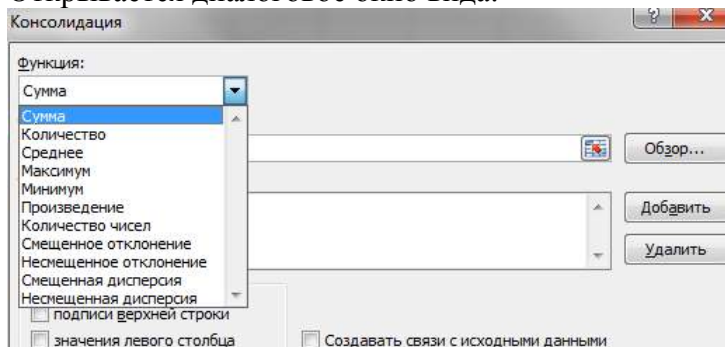 Открывается диалоговое окно вида:
Консолидация
Функция:
Сумма
Сумма
Количество
Среднее
Максимум
Минимум
Произведение
Количество чисел
Смещенное отклонение
Несмещенное отклонение
Смещенная дисперсия
Несмещенная дисперсия
Обзор...
Добавить
Удалить
подписи верхней строки
значения левого столбца
Создавать связи с исходными данными